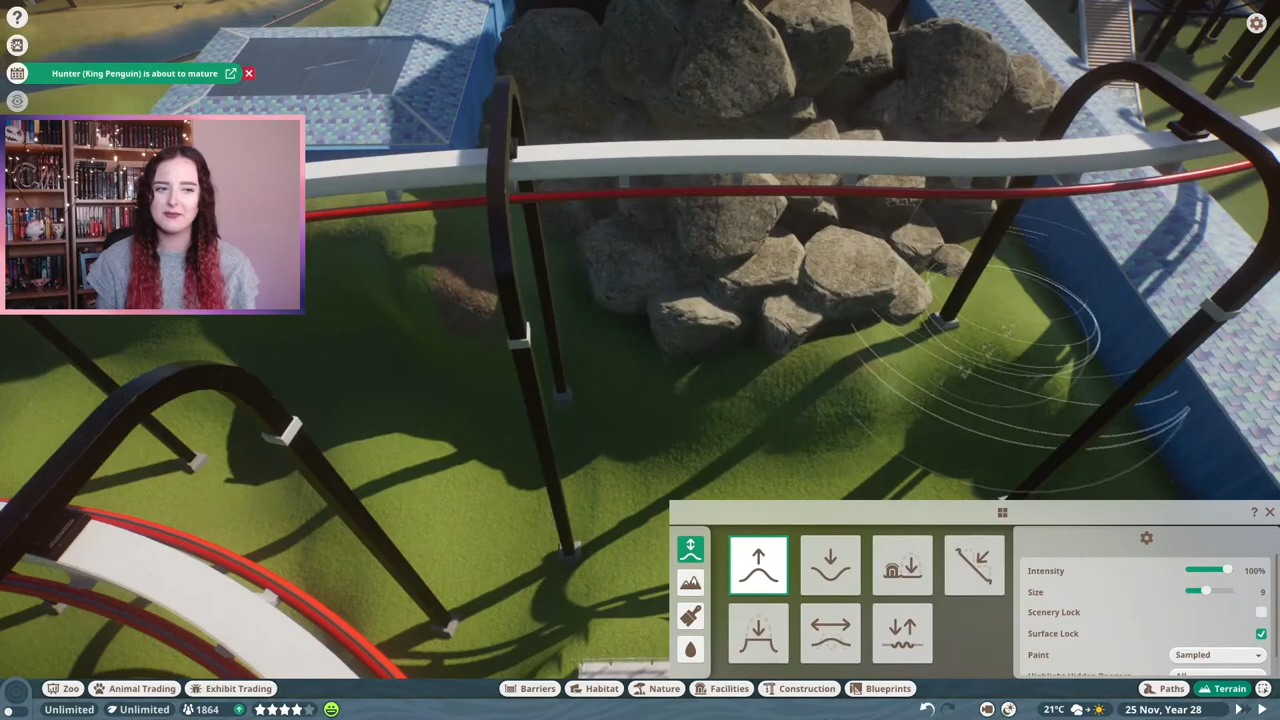 ?
Hunter (King Penguin) is about to mature
?
Intensity 100%
Size 9
Scenery Lock
Surface Lock
Paint Sampled
Zoo Animal Trading Exhibit Trading Barriers Habitat Nature Facilities Construction Blueprints Paths Terrain
Unlimited Unlimited 1864 21°C 25 Nov, Year 28